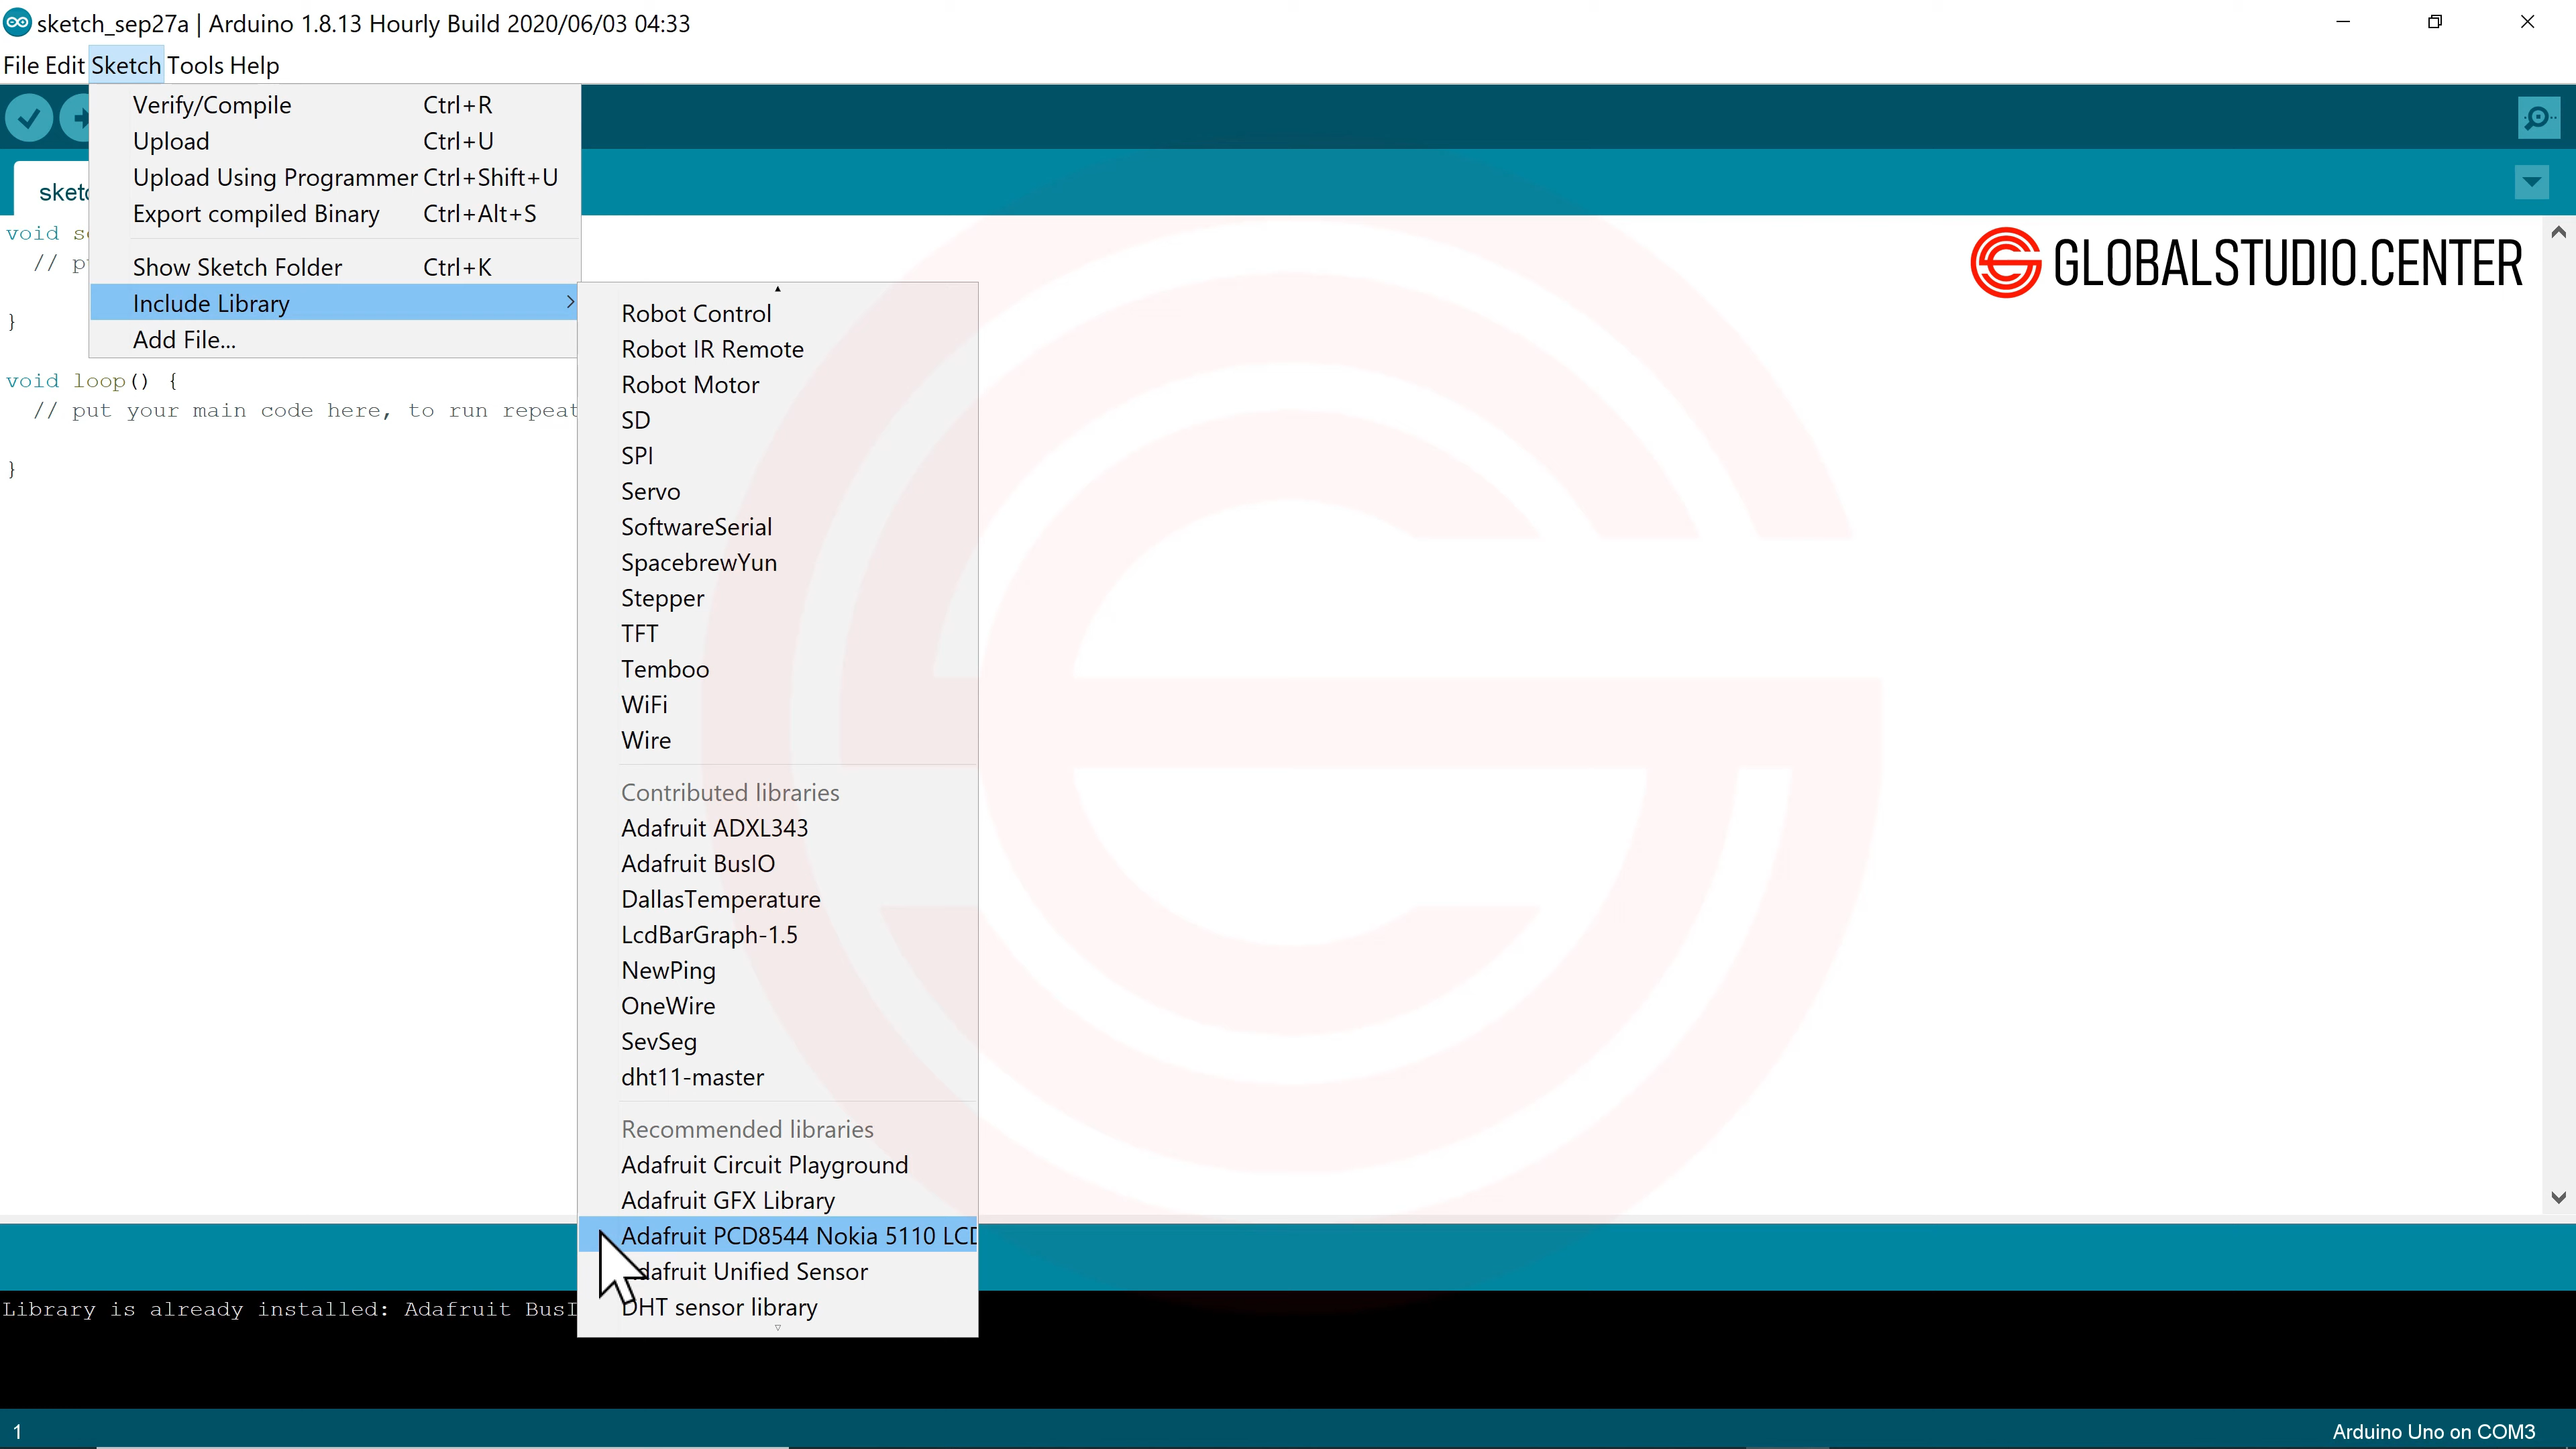 sketch_sep27a | Arduino 1.8.13 Hourly Build 2020/06/03 04:33
File Edit Sketch Tools Help
Verify/Compile Ctrl+R
Upload Ctrl+U
Upload Using Programmer Ctrl+Shift+U
Export compiled Binary Ctrl+Alt+S
Show Sketch Folder Ctrl+K
Include Library
Add File...
sketc
void se
// p
}
void loop() {
// put your main code here, to run repeat
}
GLOBALSTUDIO.CENTER
Robot Control
Robot IR Remote
Robot Motor
SD
SPI
Servo
SoftwareSerial
SpacebrewYun
Stepper
TFT
Temboo
WiFi
Wire
Contributed libraries
Adafruit ADXL343
Adafruit BusIO
DallasTemperature
LcdBarGraph-1.5
NewPing
OneWire
SevSeg
dht11-master
Recommended libraries
Adafruit Circuit Playground
Adafruit GFX Library
Adafruit PCD8544 Nokia 5110 LCD
Adafruit Unified Sensor
DHT sensor library
Library is already installed: Adafruit BusI
1
Arduino Uno on COM3